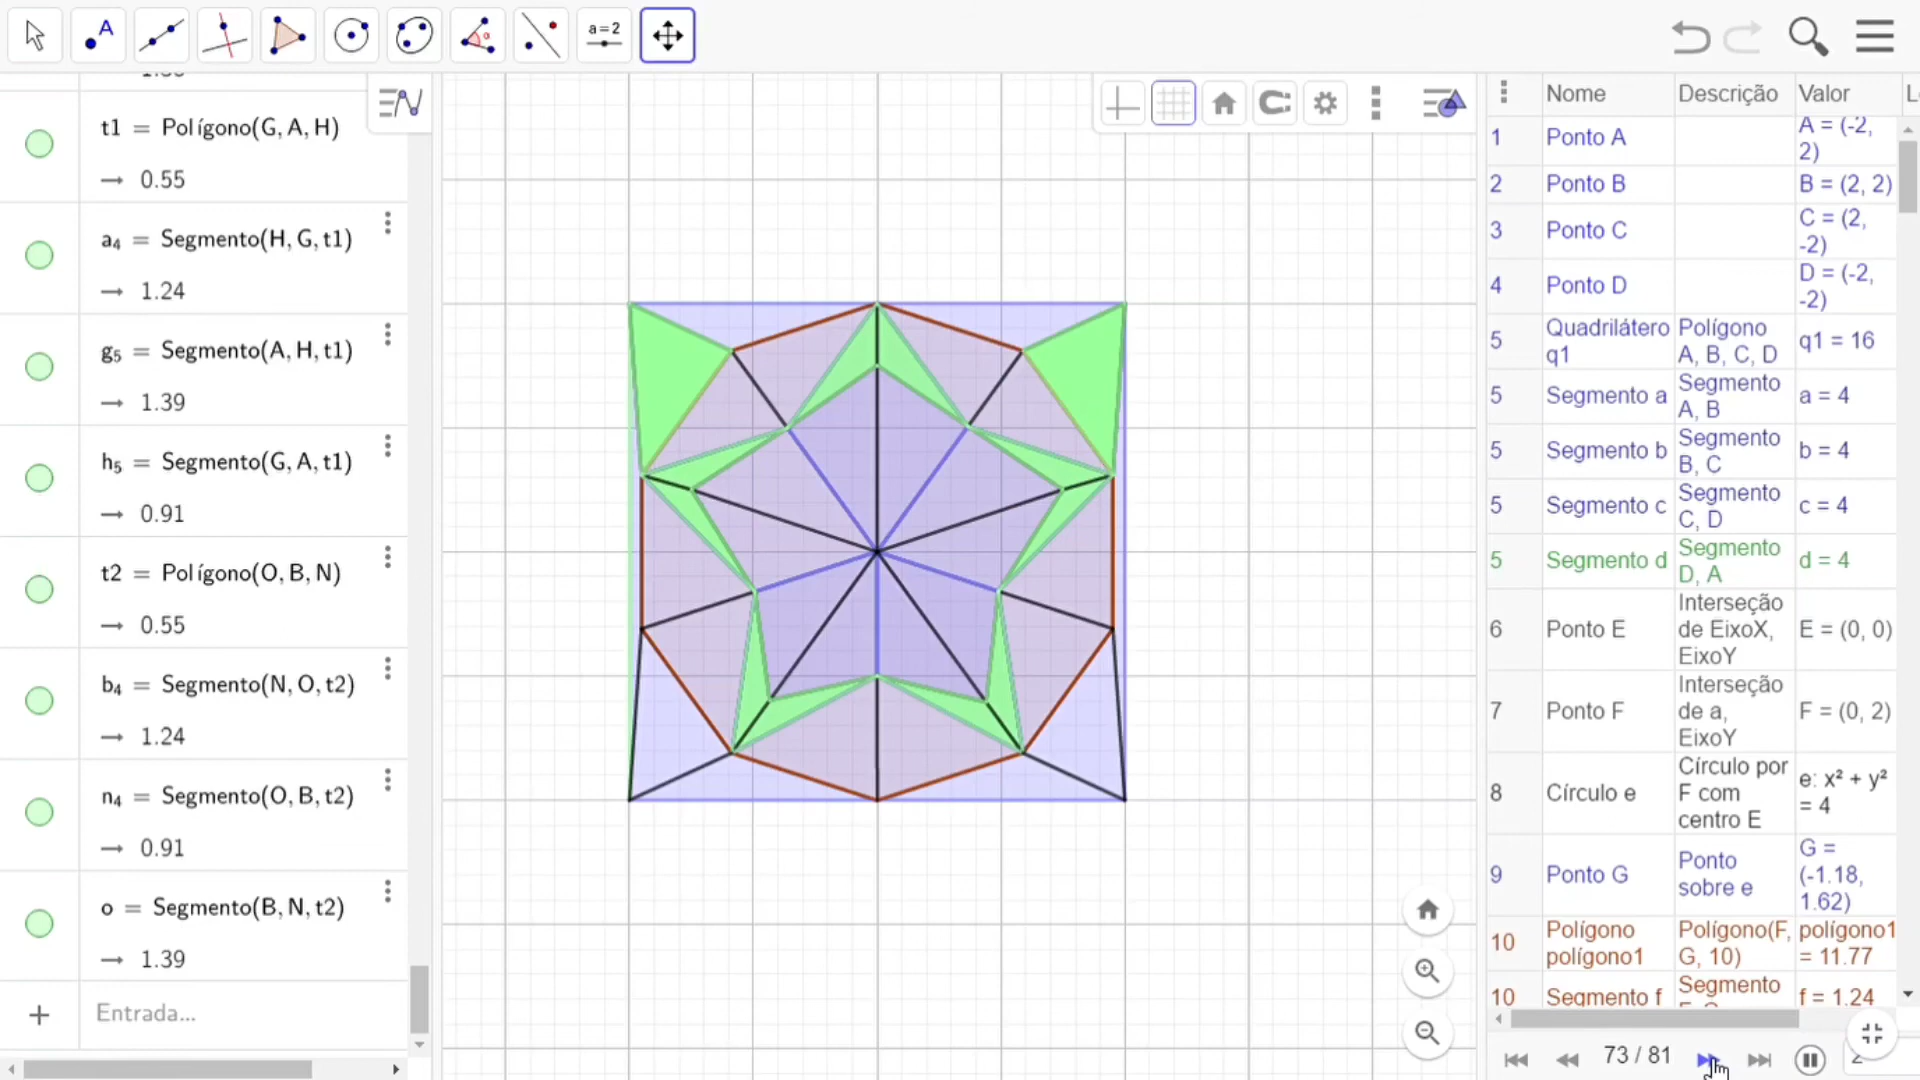 A
a=2
t1 = Polígono(G, A, H)
→ 0.55
a₄ = Segmento(H, G, t1)
→ 1.24
g₅ = Segmento(A, H, t1)
→ 1.39
h₅ = Segmento(G, A, t1)
→ 0.91
t2 = Polígono(O, B, N)
→ 0.55
b₄ = Segmento(N, O, t2)
→ 1.24
n₄ = Segmento(O, B, t2)
→ 0.91
o = Segmento(B, N, t2)
→ 1.39
+ Entrada...
Nome Descrição Valor
1 Ponto A A = (-2,
2)
2 Ponto B B = (2, 2)
3 Ponto C C = (2,
-2)
4 Ponto D D = (-2,
-2)
5 Quadrilátero Polígono q1 = 16
q1 A, B, C, D
5 Segmento a Segmento a = 4
A, B
5 Segmento b Segmento b = 4
B, C
5 Segmento c Segmento c = 4
C, D
5 Segmento d Segmento d = 4
D, A
6 Ponto E Interseção E = (0, 0)
de EixoX,
EixoY
7 Ponto F Interseção F = (0, 2)
de a,
EixoY
8 Círculo e Círculo por e: x² + y²
F com = 4
centro E
9 Ponto G Ponto G =
sobre e (-1.18,
1.62)
10 Polígono Polígono(F, polígono1
polígono1 G, 10) = 11.77
10 Segmento f Segmento f = 1.24
73 / 81
2